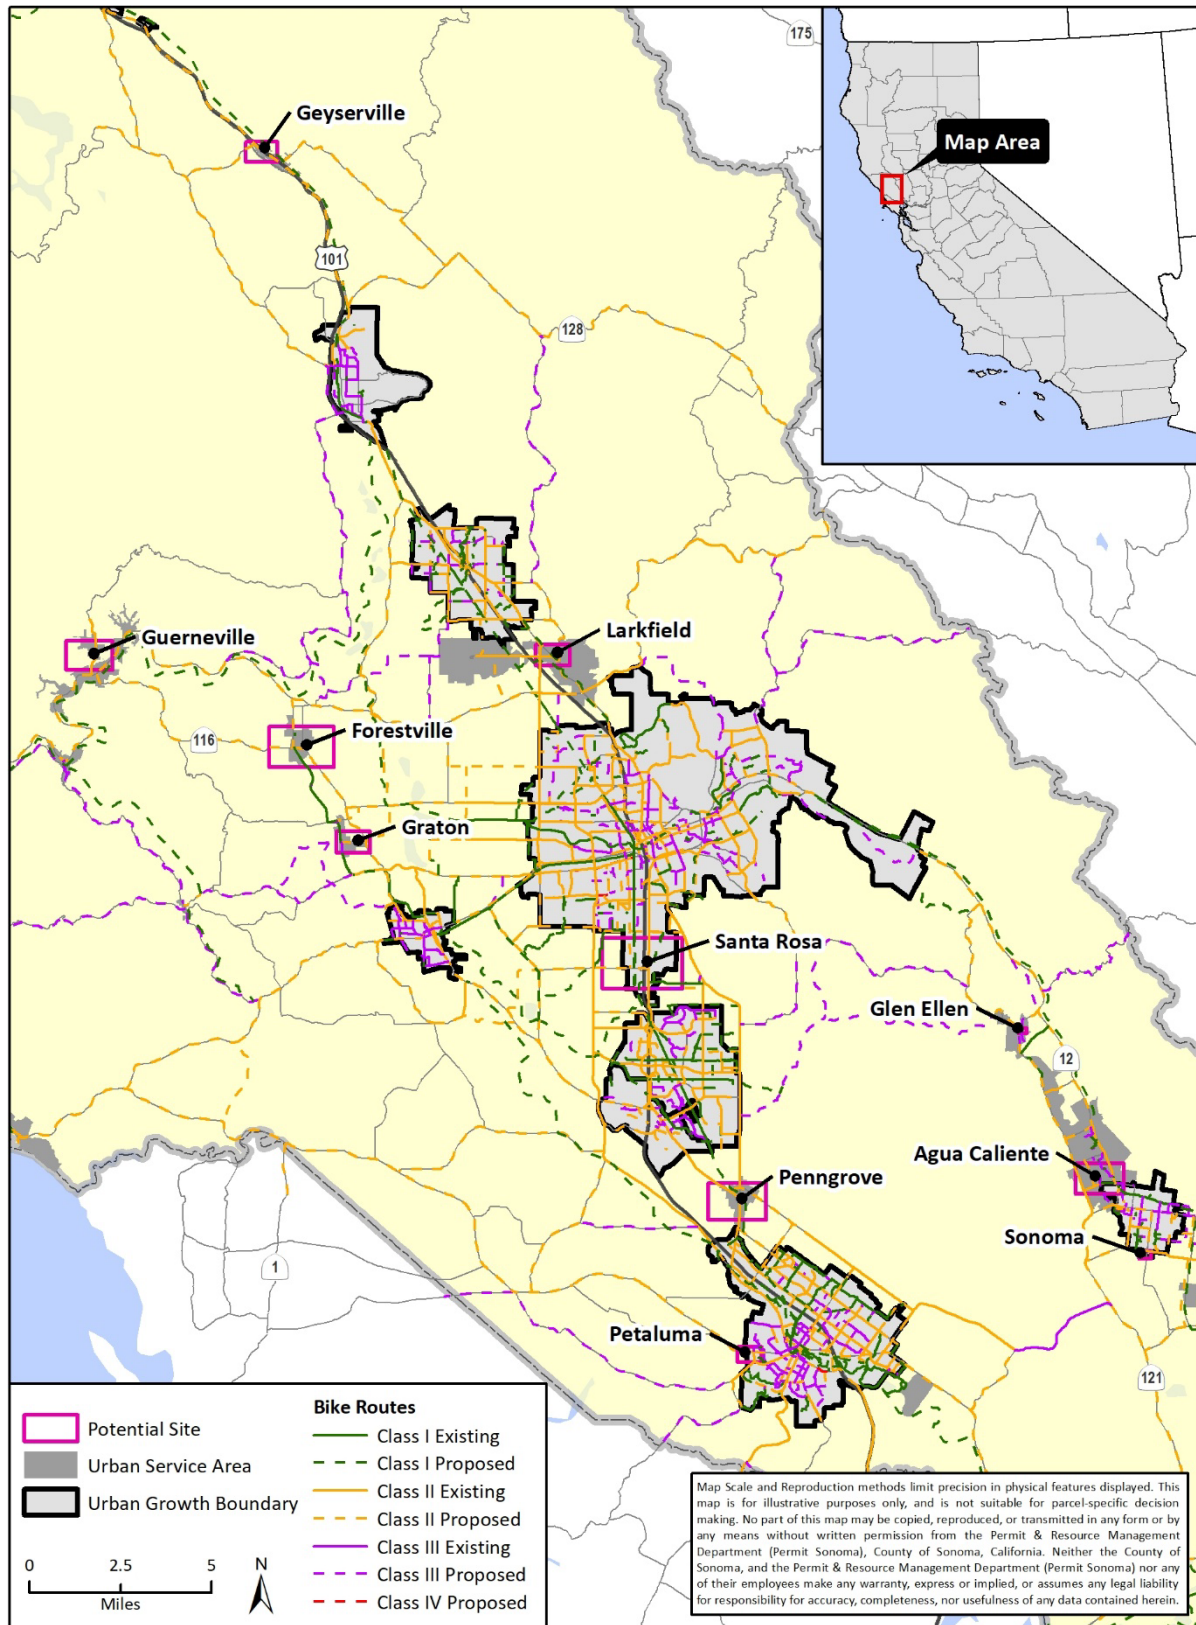 175
Geyserville
Map Area
101
128
Guerneville
Larkfield
Forestville
116
Graton
Santa Rosa
Glen Ellen
12
Agua Caliente
Penngrove
Sonoma
1
Petaluma
121
Potential Site
Urban Service Area
Urban Growth Boundary
0 2.5 5
Miles
N
Bike Routes
Class I Existing
Class I Proposed
Class II Existing
Class II Proposed
Class III Existing
Class III Proposed
Class IV Proposed
Map Scale and Reproduction methods limit precision in physical features displayed. This
map is for illustrative purposes only, and is not suitable for parcel-specific decision
making. No part of this map may be copied, reproduced, or transmitted in any form or by
any means without written permission from the Permit & Resource Management
Department (Permit Sonoma), County of Sonoma, California. Neither the County of
Sonoma, and the Permit & Resource Management Department (Permit Sonoma) nor any
of their employees make any warranty, express or implied, or assumes any legal liability
for responsibility for accuracy, completeness, nor usefulness of any data contained herein.